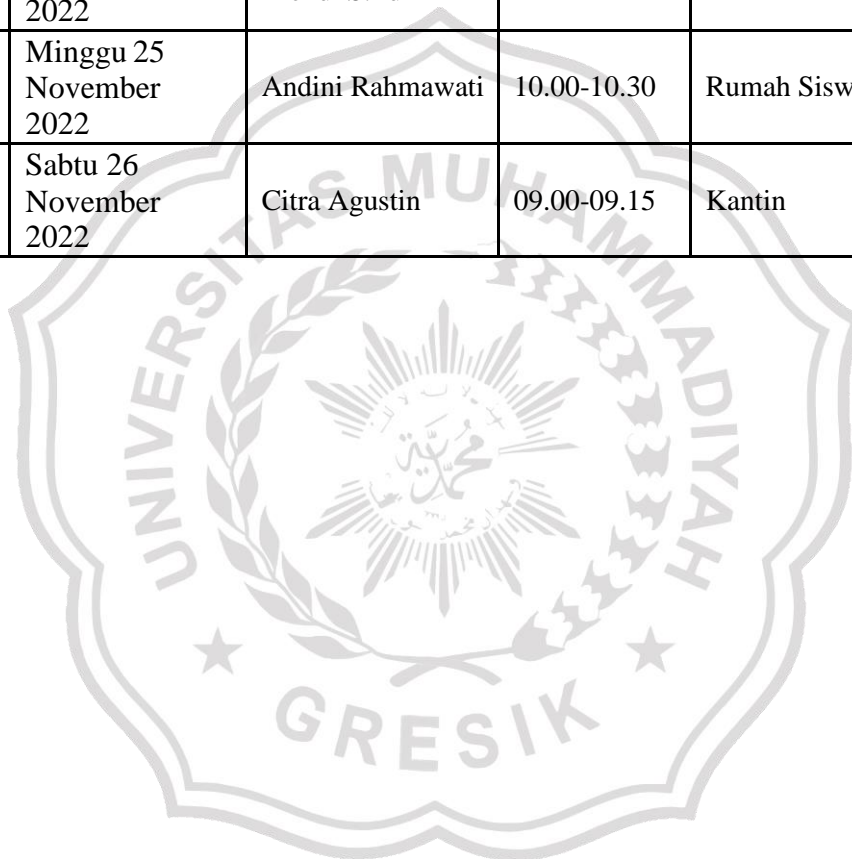 2022
Minggu 25
November
2022
Andini Rahmawati
10.00-10.30
Rumah
Sabtu 26
November
2022
Citra Agustin
09.00-09.15
Kantin
UNIVERSITAS MUHAMMADIYAH
GRESIK